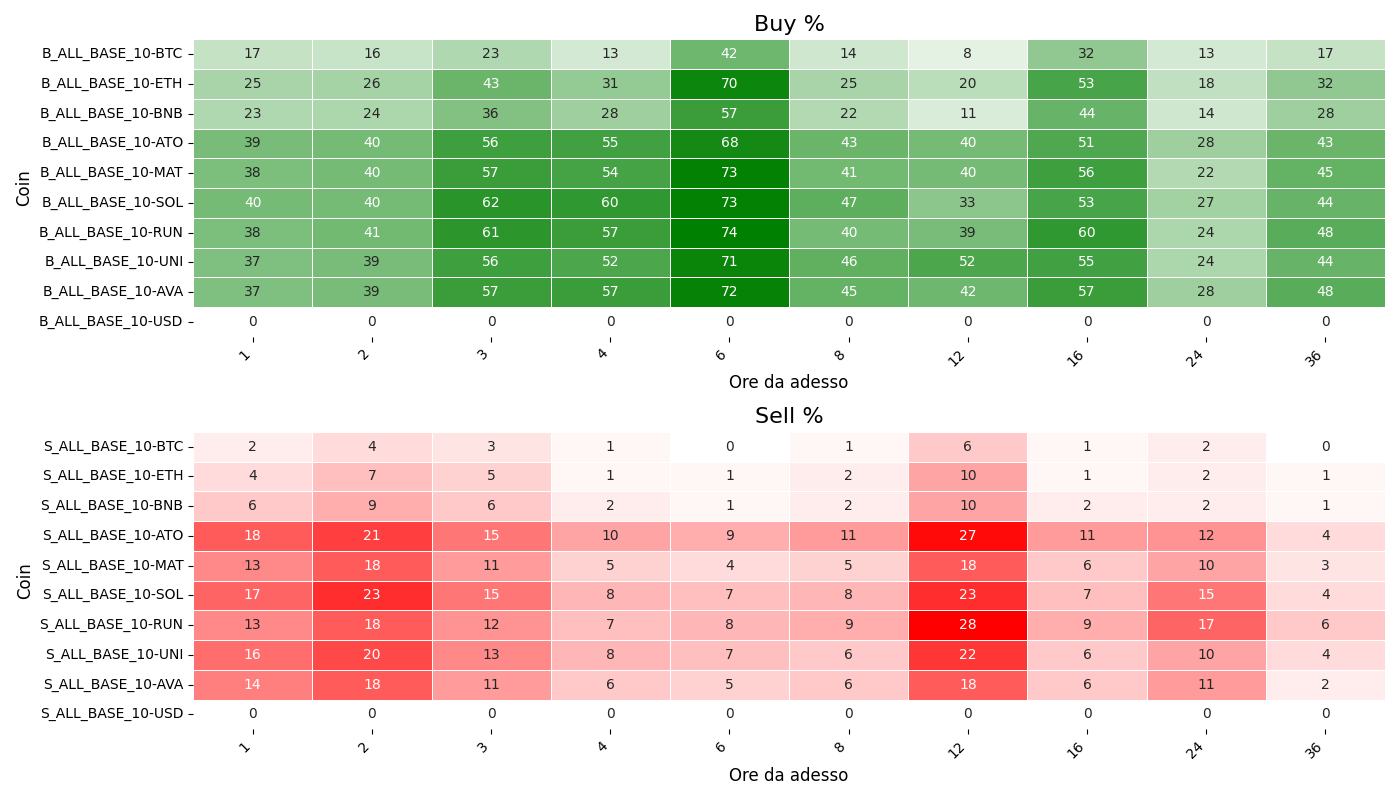 Buy %
Coin
B_ALL_BASE_10-BTC 17 16 23 13 42 14 8 32 13 17
B_ALL_BASE_10-ETH 25 26 43 31 70 25 20 53 18 32
B_ALL_BASE_10-BNB 23 24 36 28 57 22 11 44 14 28
B_ALL_BASE_10-ATO 39 40 56 55 68 43 40 51 28 43
B_ALL_BASE_10-MAT 38 40 57 54 73 41 40 56 22 45
B_ALL_BASE_10-SOL 40 40 62 60 73 47 33 53 27 44
B_ALL_BASE_10-RUN 38 41 61 57 74 40 39 60 24 48
B_ALL_BASE_10-UNI 37 39 56 52 71 46 52 55 24 44
B_ALL_BASE_10-AVA 37 39 57 57 72 45 42 57 28 48
B_ALL_BASE_10-USD 0 0 0 0 0 0 0 0 0 0
1 2 3 4 6 8 12 16 24 36
Ore da adesso
Sell %
Coin
S_ALL_BASE_10-BTC 2 4 3 1 0 1 6 1 2 0
S_ALL_BASE_10-ETH 4 7 5 1 1 2 10 1 2 1
S_ALL_BASE_10-BNB 6 9 6 2 1 2 10 2 2 1
S_ALL_BASE_10-ATO 18 21 15 10 9 11 27 11 12 4
S_ALL_BASE_10-MAT 13 18 11 5 4 5 18 6 10 3
S_ALL_BASE_10-SOL 17 23 15 8 7 8 23 7 15 4
S_ALL_BASE_10-RUN 13 18 12 7 8 9 28 9 17 6
S_ALL_BASE_10-UNI 16 20 13 8 7 6 22 6 10 4
S_ALL_BASE_10-AVA 14 18 11 6 5 6 18 6 11 2
S_ALL_BASE_10-USD 0 0 0 0 0 0 0 0 0 0
1 2 3 4 6 8 12 16 24 36
Ore da adesso